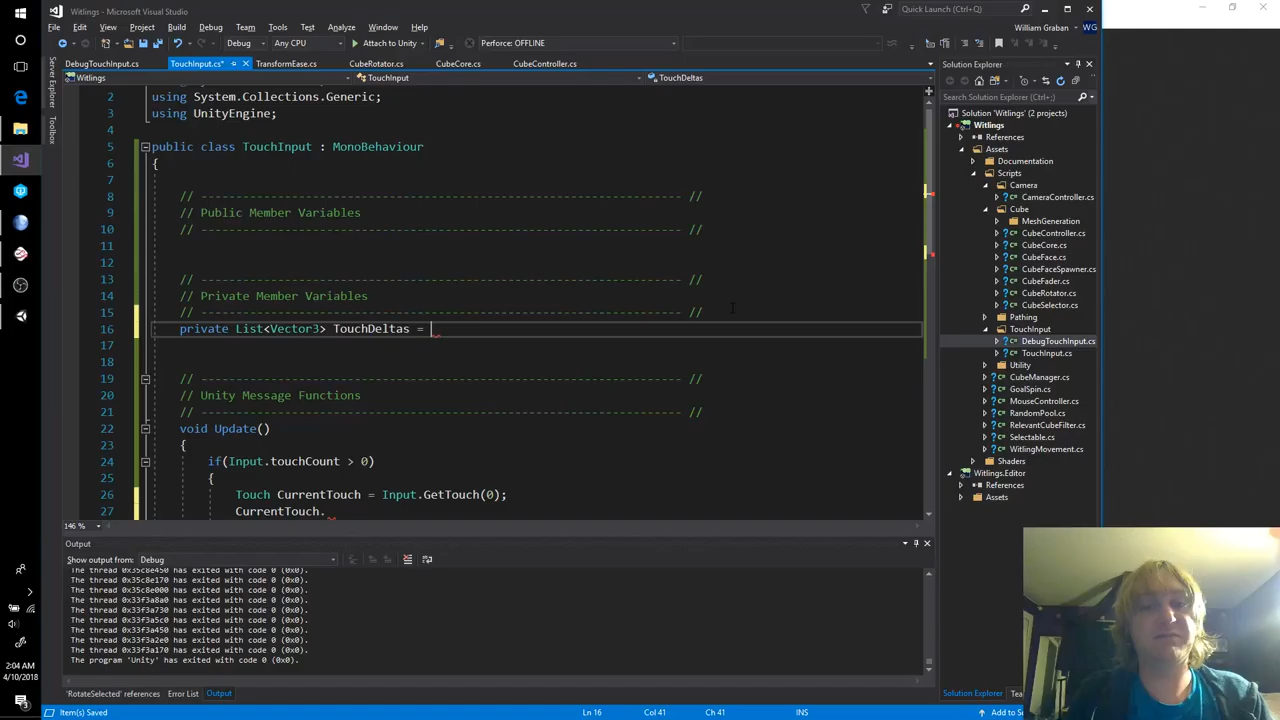 Witlings
Quick Launch (Ctrl+;)
File Edit View Project Build Debug Team Tools Test Analyze Window Help
William Graban WG
Debug Any CPU Attach to Unity Perforce: OFFLINE
DebugTouchInput.cs TouchInput.cs* TransformEase.cs CubeRotator.cs CubeCore.cs CubeController.cs
Witlings TouchInput TouchDeltas
Server Explorer
Toolbox
2 using System.Collections.Generic;
3 using UnityEngine;
4
5 public class TouchInput : MonoBehaviour
6 {
7
8 // --------------------------------------------------------------------- //
9 // Public Member Variables
10 // --------------------------------------------------------------------- //
11
12
13 // --------------------------------------------------------------------- //
14 // Private Member Variables
15 // --------------------------------------------------------------------- //
16 private List<Vector3> TouchDeltas =
17
18
19 // --------------------------------------------------------------------- //
20 // Unity Message Functions
21 // --------------------------------------------------------------------- //
22 void Update()
23 {
24 if(Input.touchCount > 0)
25 {
26 Touch CurrentTouch = Input.GetTouch(0);
27 CurrentTouch.
146 %
Output
Show output from: Debug
The thread 0x35c8e450 has exited with code 0 (0x0).
The thread 0x35c8e170 has exited with code 0 (0x0).
The thread 0x35c8e000 has exited with code 0 (0x0).
The thread 0x33f3a8a0 has exited with code 0 (0x0).
The thread 0x33f3a730 has exited with code 0 (0x0).
The thread 0x33f3a5c0 has exited with code 0 (0x0).
The thread 0x33f3a450 has exited with code 0 (0x0).
The thread 0x33f3a2e0 has exited with code 0 (0x0).
The thread 0x33f3a170 has exited with code 0 (0x0).
The program 'Unity' has exited with code 0 (0x0).
'RotateSelected' references Error List Output
Item(s) Saved Ln 16 Col 41 Ch 41 INS Add to S
Solution Explorer
Search Solution Explorer (Ctrl+;)
Solution 'Witlings' (2 projects)
Witlings
References
Assets
Documentation
Scripts
Camera
CameraController.cs
Cube
MeshGeneration
CubeController.cs
CubeCore.cs
CubeFace.cs
CubeFaceSpawner.cs
CubeFader.cs
CubeRotator.cs
CubeSelector.cs
Pathing
TouchInput
DebugTouchInput.cs
TouchInput.cs
Utility
CubeManager.cs
GoalSpin.cs
MouseController.cs
RandomPool.cs
RelevantCubeFilter.cs
Selectable.cs
WitlingMovement.cs
Shaders
Witlings.Editor
References
Assets
Solution Explorer Tea
2:04 AM
4/10/2018
3